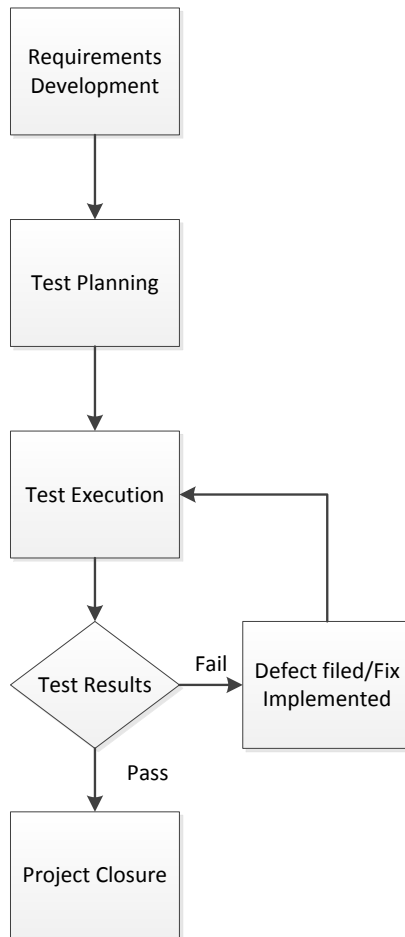 Requirements
Development
Test Planning
Test Execution
Test Results
Fail
Defect filed/Fix
Implemented
Pass
Project Closure